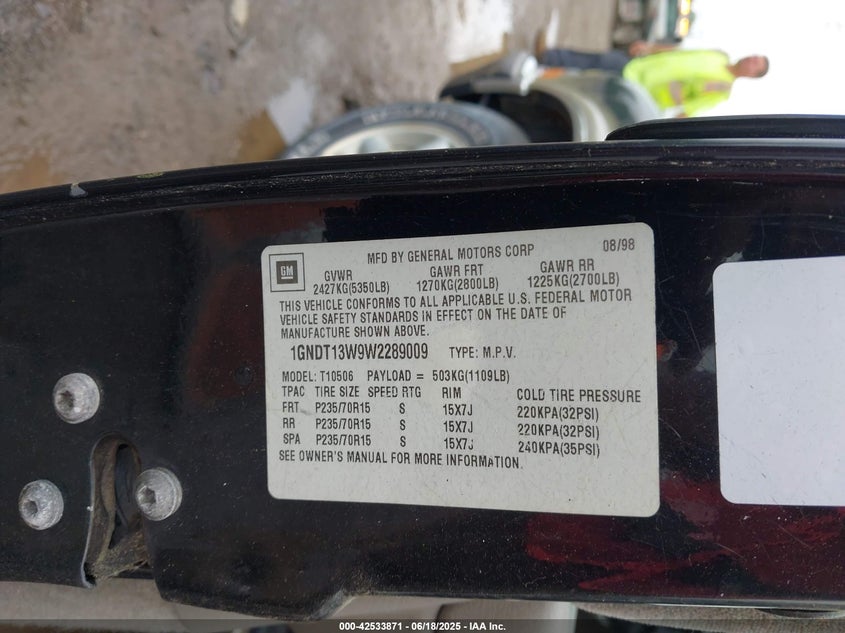 GM
MFD BY GENERAL MOTORS CORP 08/98
GVWR GAWR FRT GAWR RR
2427KG(5350LB) 1270KG(2800LB) 1225KG(2700LB)
THIS VEHICLE CONFORMS TO ALL APPLICABLE U.S. FEDERAL MOTOR
VEHICLE SAFETY STANDARDS IN EFFECT ON THE DATE OF
MANUFACTURE SHOWN ABOVE.
1GNDT13W9W2289009 TYPE: M.P.V.
MODEL: T10506 PAYLOAD = 503KG(1109LB)
TPAC TIRE SIZE SPEED RTG RIM COLD TIRE PRESSURE
FRT P235/70R15 S 15X7J 220KPA(32PSI)
RR P235/70R15 S 15X7J 220KPA(32PSI)
SPA P235/70R15 S 15X7J 240KPA(35PSI)
SEE OWNER'S MANUAL FOR MORE INFORMATION.
000-42533871 - 06/18/2025 - IAA Inc.